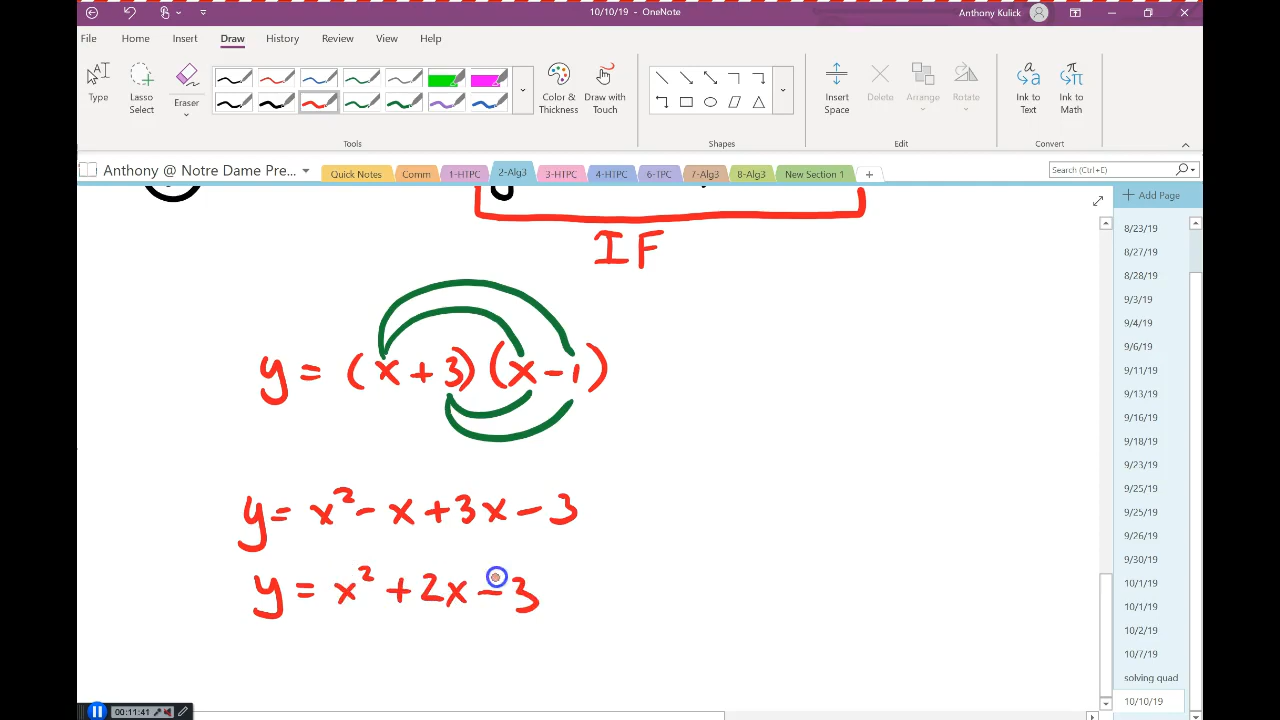 10/10/19 - OneNote
Anthony Kulick
File Home Insert Draw History Review View Help
Type
Lasso Select
Eraser
Color & Thickness
Draw with Touch
Insert Space
Delete
Arrange
Rotate
Ink to Text
Ink to Math
Tools
Shapes
Edit
Convert
Anthony @ Notre Dame Pre...
Quick Notes Comm 1-HTPC 2-Alg3 3-HTPC 4-HTPC 6-TPC 7-Alg3 8-Alg3 New Section 1 +
Search (Ctrl+E)
+ Add Page
8/23/19
8/27/19
8/28/19
9/3/19
9/4/19
9/6/19
9/11/19
9/13/19
9/16/19
9/18/19
9/23/19
9/25/19
9/25/19
9/26/19
9/30/19
10/1/19
10/1/19
10/2/19
10/7/19
solving quad
10/10/19
IF
y = (x + 3)(x - 1)
y = x² - x + 3x - 3
y = x² + 2x - 3
00:11:41